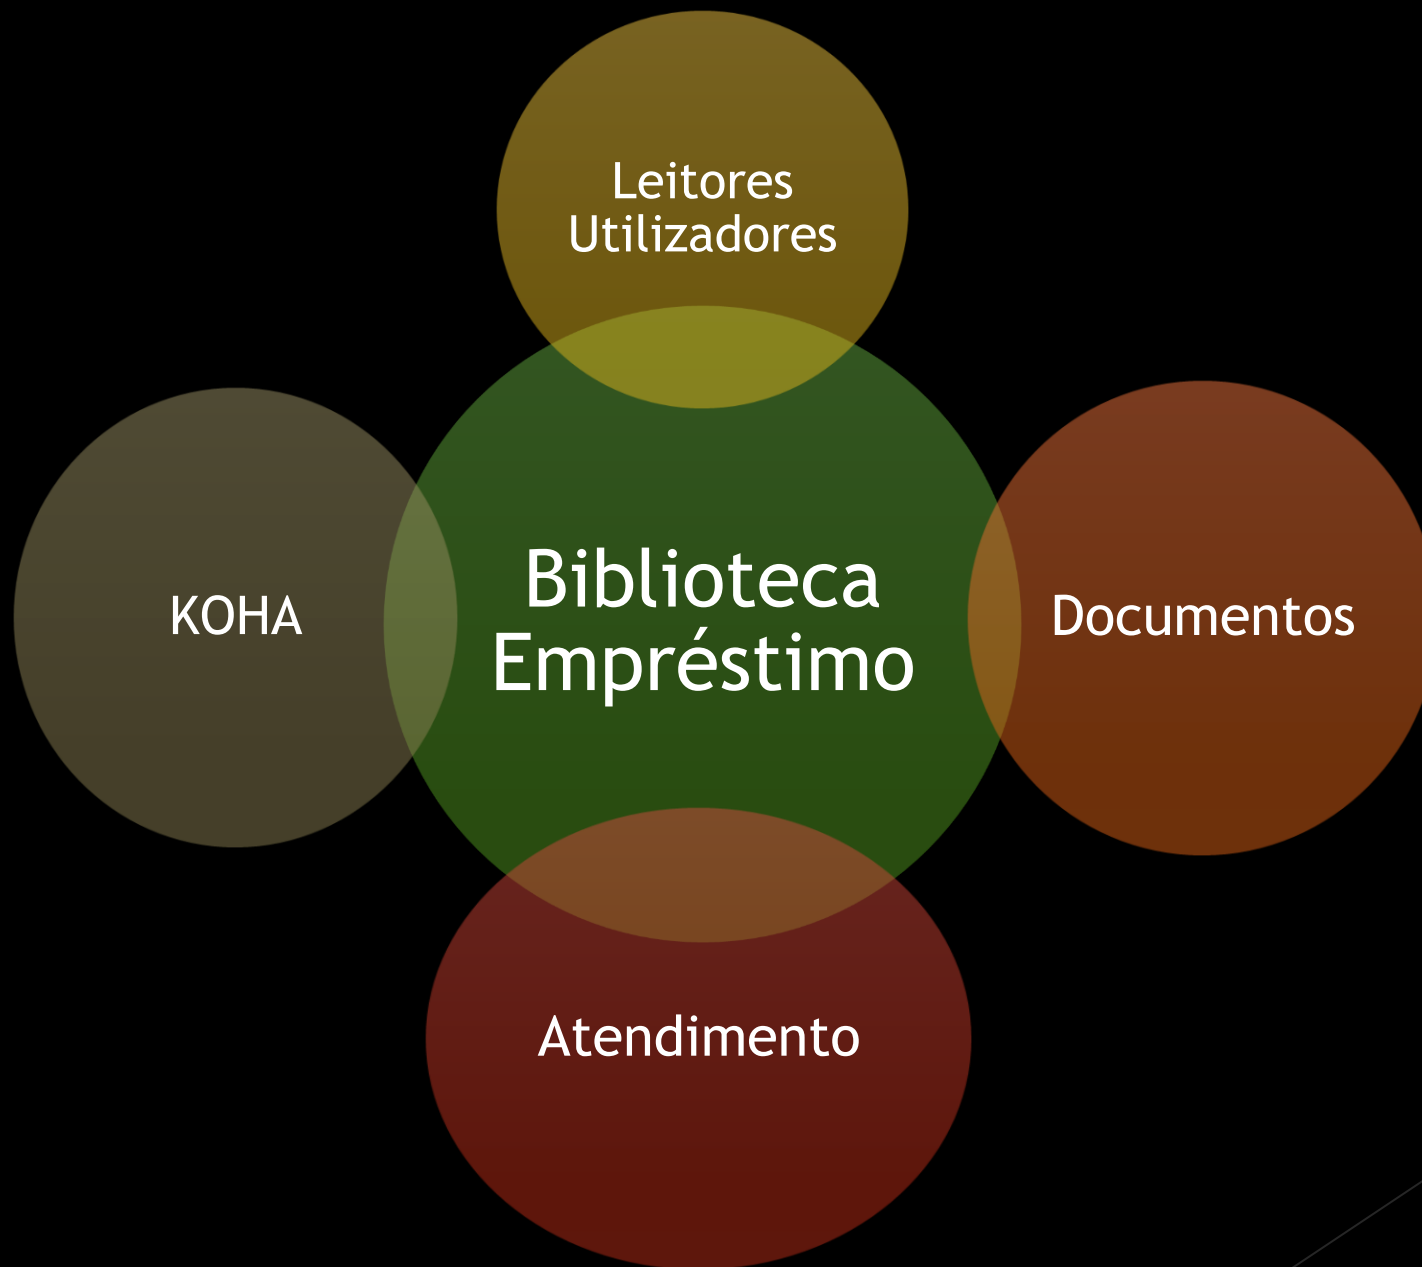 Leitores
Utilizadores
KOHA
Biblioteca
Empréstimo
Documentos
Atendimento